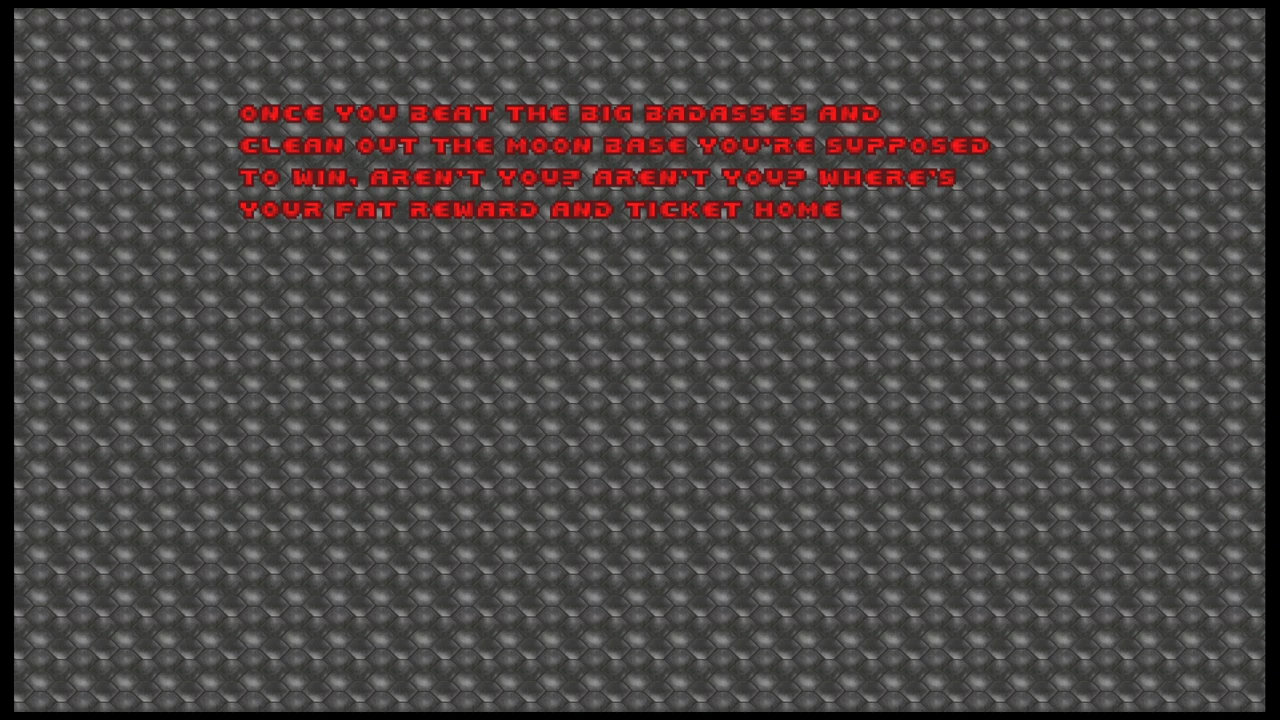 ONCE YOU BEAT THE BIG BADASSES AND
CLEAN OUT THE MOON BASE YOU'RE SUPPOSED
TO WIN, AREN'T YOU? AREN'T YOU? WHERE'S
YOUR FAT REWARD AND TICKET HOME